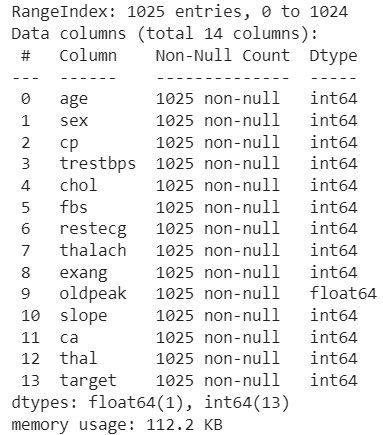 RangeIndex: 1025 entries, 0 to 1024
Data columns (total 14 columns):
 #   Column    Non-Null Count  Dtype
---  ------    --------------  -----
 0   age       1025 non-null   int64
 1   sex       1025 non-null   int64
 2   cp        1025 non-null   int64
 3   trestbps  1025 non-null   int64
 4   chol      1025 non-null   int64
 5   fbs       1025 non-null   int64
 6   restecg   1025 non-null   int64
 7   thalach   1025 non-null   int64
 8   exang     1025 non-null   int64
 9   oldpeak   1025 non-null   float64
 10  slope     1025 non-null   int64
 11  ca        1025 non-null   int64
 12  thal      1025 non-null   int64
 13  target    1025 non-null   int64
dtypes: float64(1), int64(13)
memory usage: 112.2 KB